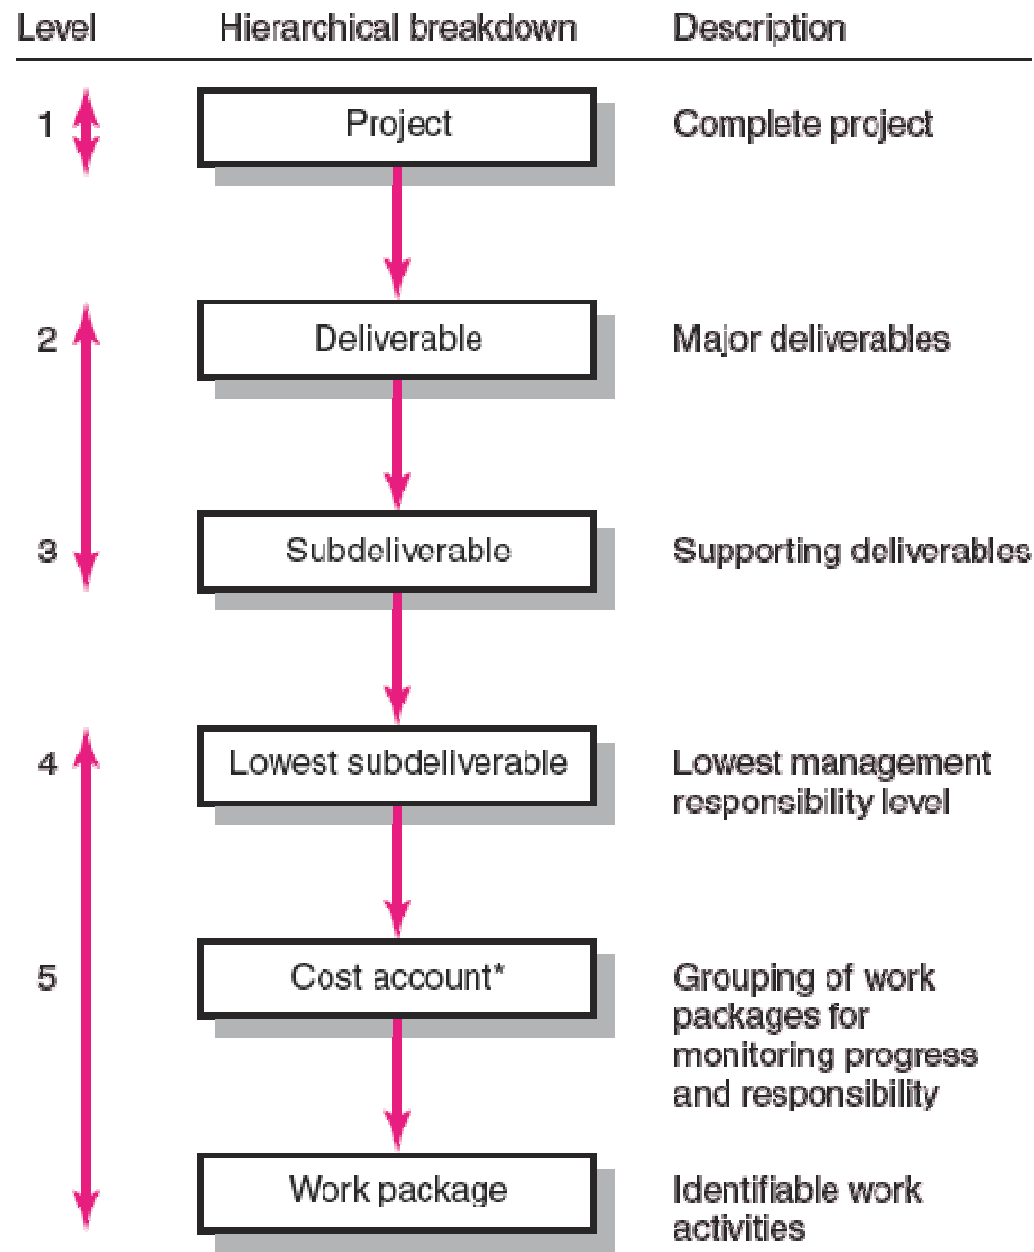 Level Hierarchical breakdown Description
1 Project Complete project
2 Deliverable Major deliverables
3 Subdeliverable Supporting deliverables
4 Lowest subdeliverable Lowest management
responsibility level
5 Cost account* Grouping of work
packages for
monitoring progress
and responsibility
Work package Identifiable work
activities